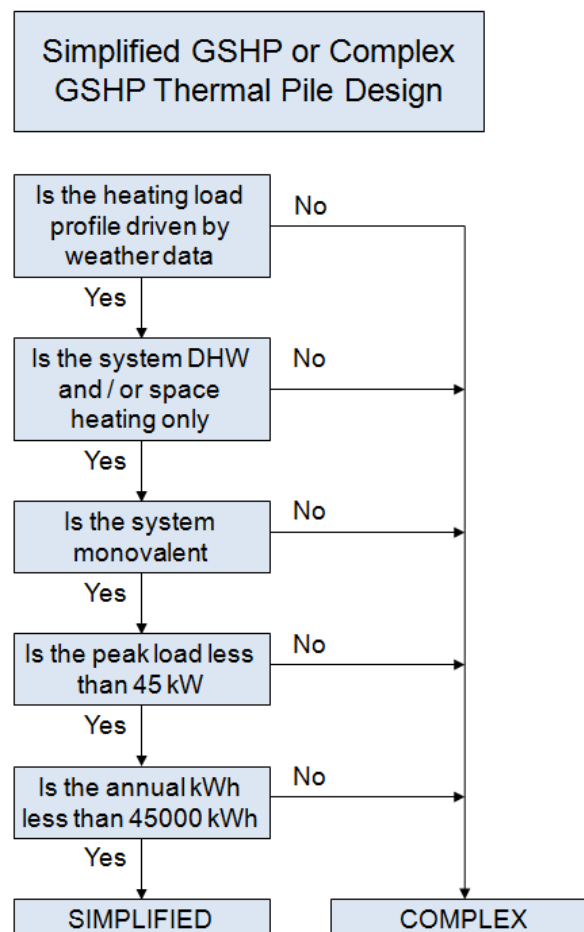 Simplified GSHP or Complex
GSHP Thermal Pile Design
Is the heating load
profile driven by
weather data
No
Yes
Is the system DHW
and / or space
heating only
No
Yes
Is the system
monovalent
No
Yes
Is the peak load less
than 45 kW
No
Yes
Is the annual kWh
less than 45000 kWh
No
Yes
SIMPLIFIED
COMPLEX